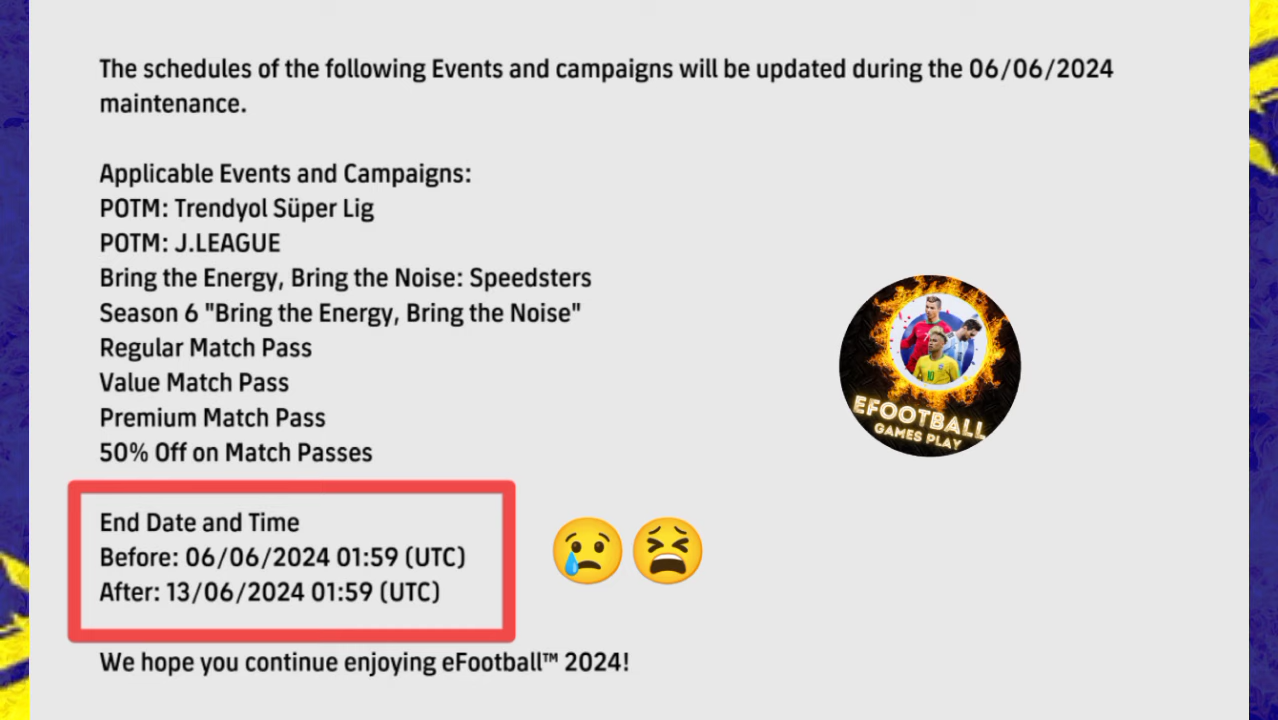 The schedules of the following Events and campaigns will be updated during the 06/06/2024
maintenance.
Applicable Events and Campaigns:
POTM: Trendyol Süper Lig
POTM: J.LEAGUE
Bring the Energy, Bring the Noise: Speedsters
Season 6 "Bring the Energy, Bring the Noise"
Regular Match Pass
Value Match Pass
Premium Match Pass
50% Off on Match Passes
EFOOTBALL
GAMES PLAY
End Date and Time
Before: 06/06/2024 01:59 (UTC)
After: 13/06/2024 01:59 (UTC)
We hope you continue enjoying eFootball™ 2024!